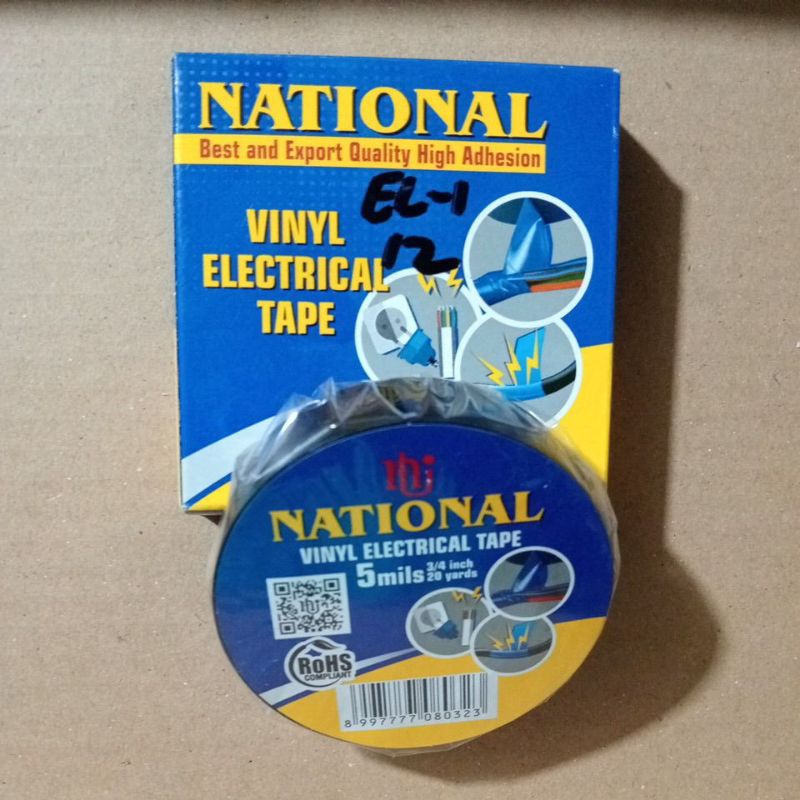 NATIONAL
Best and Export Quality High Adhesion
EL-1
12
VINYL
ELECTRICAL
TAPE
NATIONAL
VINYL ELECTRICAL TAPE
5mils 3/4 inch
20 yards
RoHS
COMPLIANT
8 997777 080323